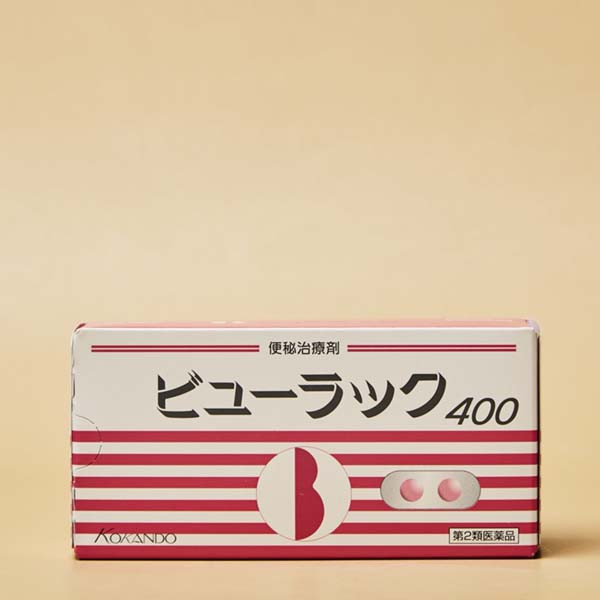 便秘治療剤
ビューラック400
B
KOKANDO
第2類医薬品